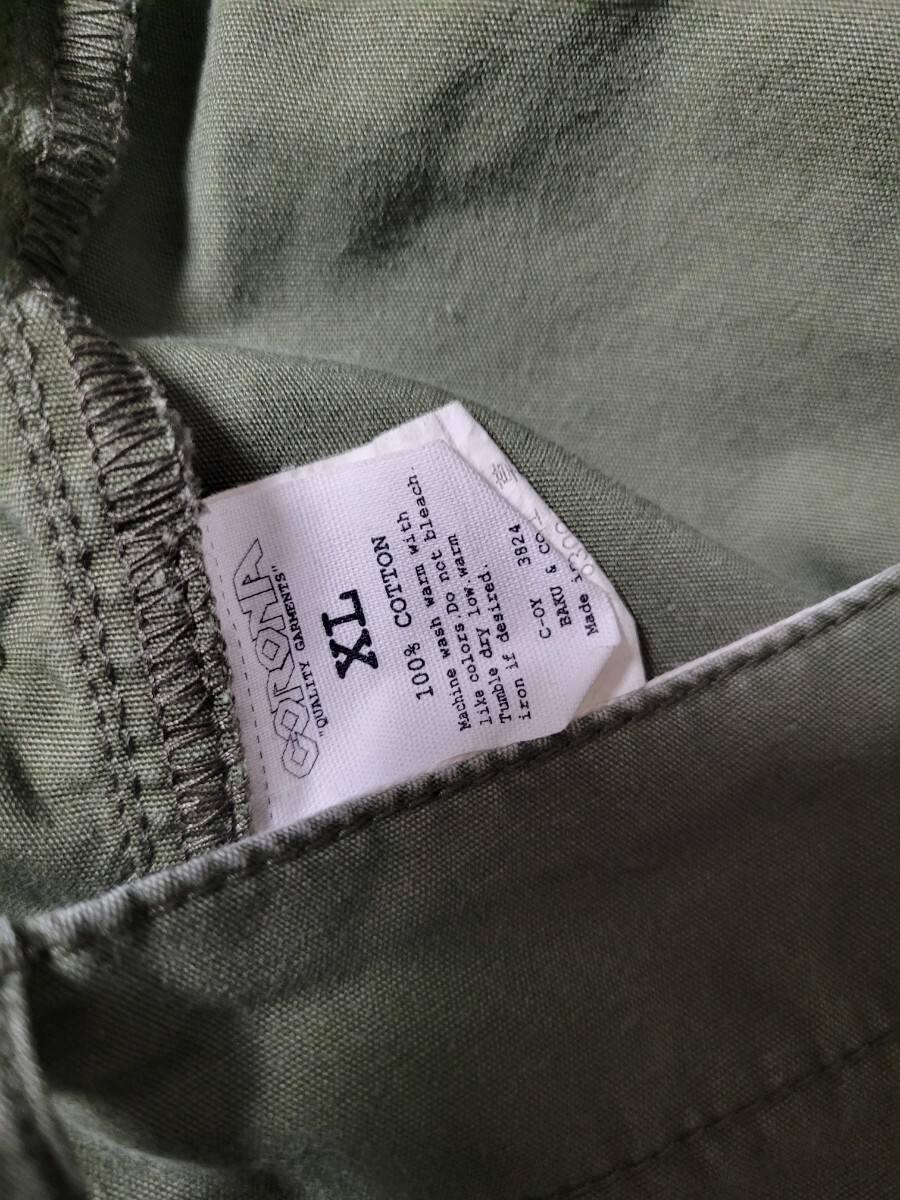 CORONA
"QUALITY GARMENTS"
XL
100% COTTON
Machine wash warm with
like colors Do not bleach.
Tumble dry low.warm
iron if desired.
C-OY 3824
BAKU & CO.
Made